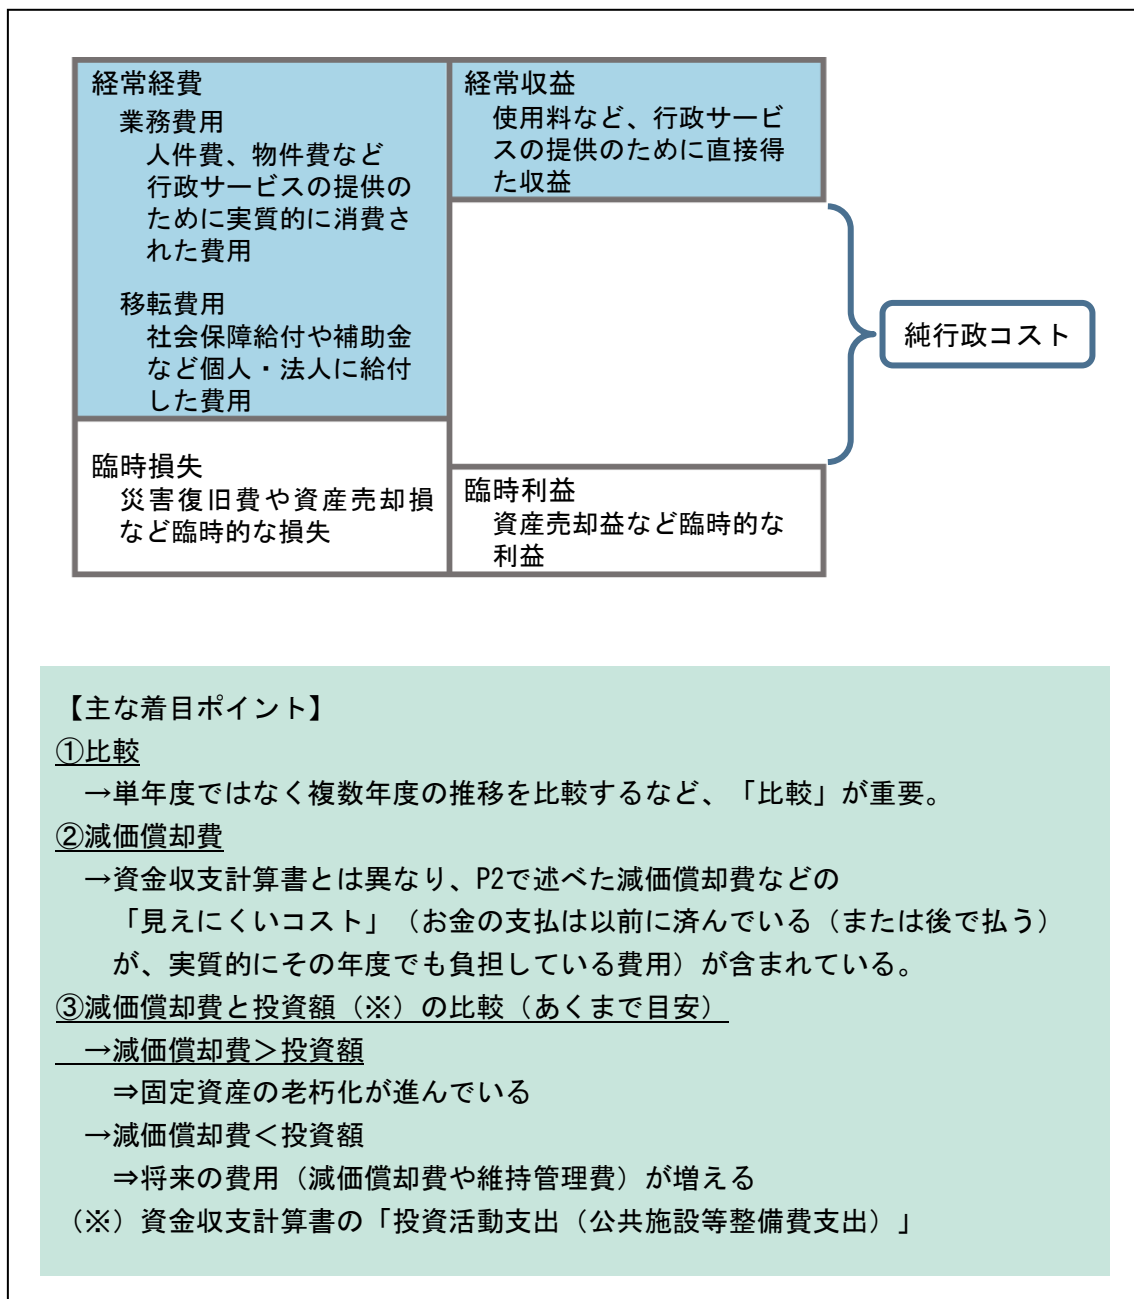 経常経費
業務費用
人件費、物件費など
行政サービスの提供の
ために実質的に消費さ
れた費用
移転費用
社会保障給付や補助金
など個人・法人に給付
した費用
臨時損失
災害復旧費や資産売却損
など臨時的な損失
経常収益
使用料など、行政サービ
スの提供のために直接得
た収益
臨時利益
資産売却益など臨時的な
利益
純行政コスト
【主な着目ポイント】
①比較
→単年度ではなく複数年度の推移を比較するなど、「比較」が重要。
②減価償却費
→資金収支計算書とは異なり、P2で述べた減価償却費などの
「見えにくいコスト」（お金の支払は以前に済んでいる（または後で払う）
が、実質的にその年度でも負担している費用）が含まれている。
③減価償却費と投資額（※）の比較（あくまで目安）
→減価償却費＞投資額
⇒固定資産の老朽化が進んでいる
→減価償却費＜投資額
⇒将来の費用（減価償却費や維持管理費）が増える
（※）資金収支計算書の「投資活動支出（公共施設等整備費支出）」